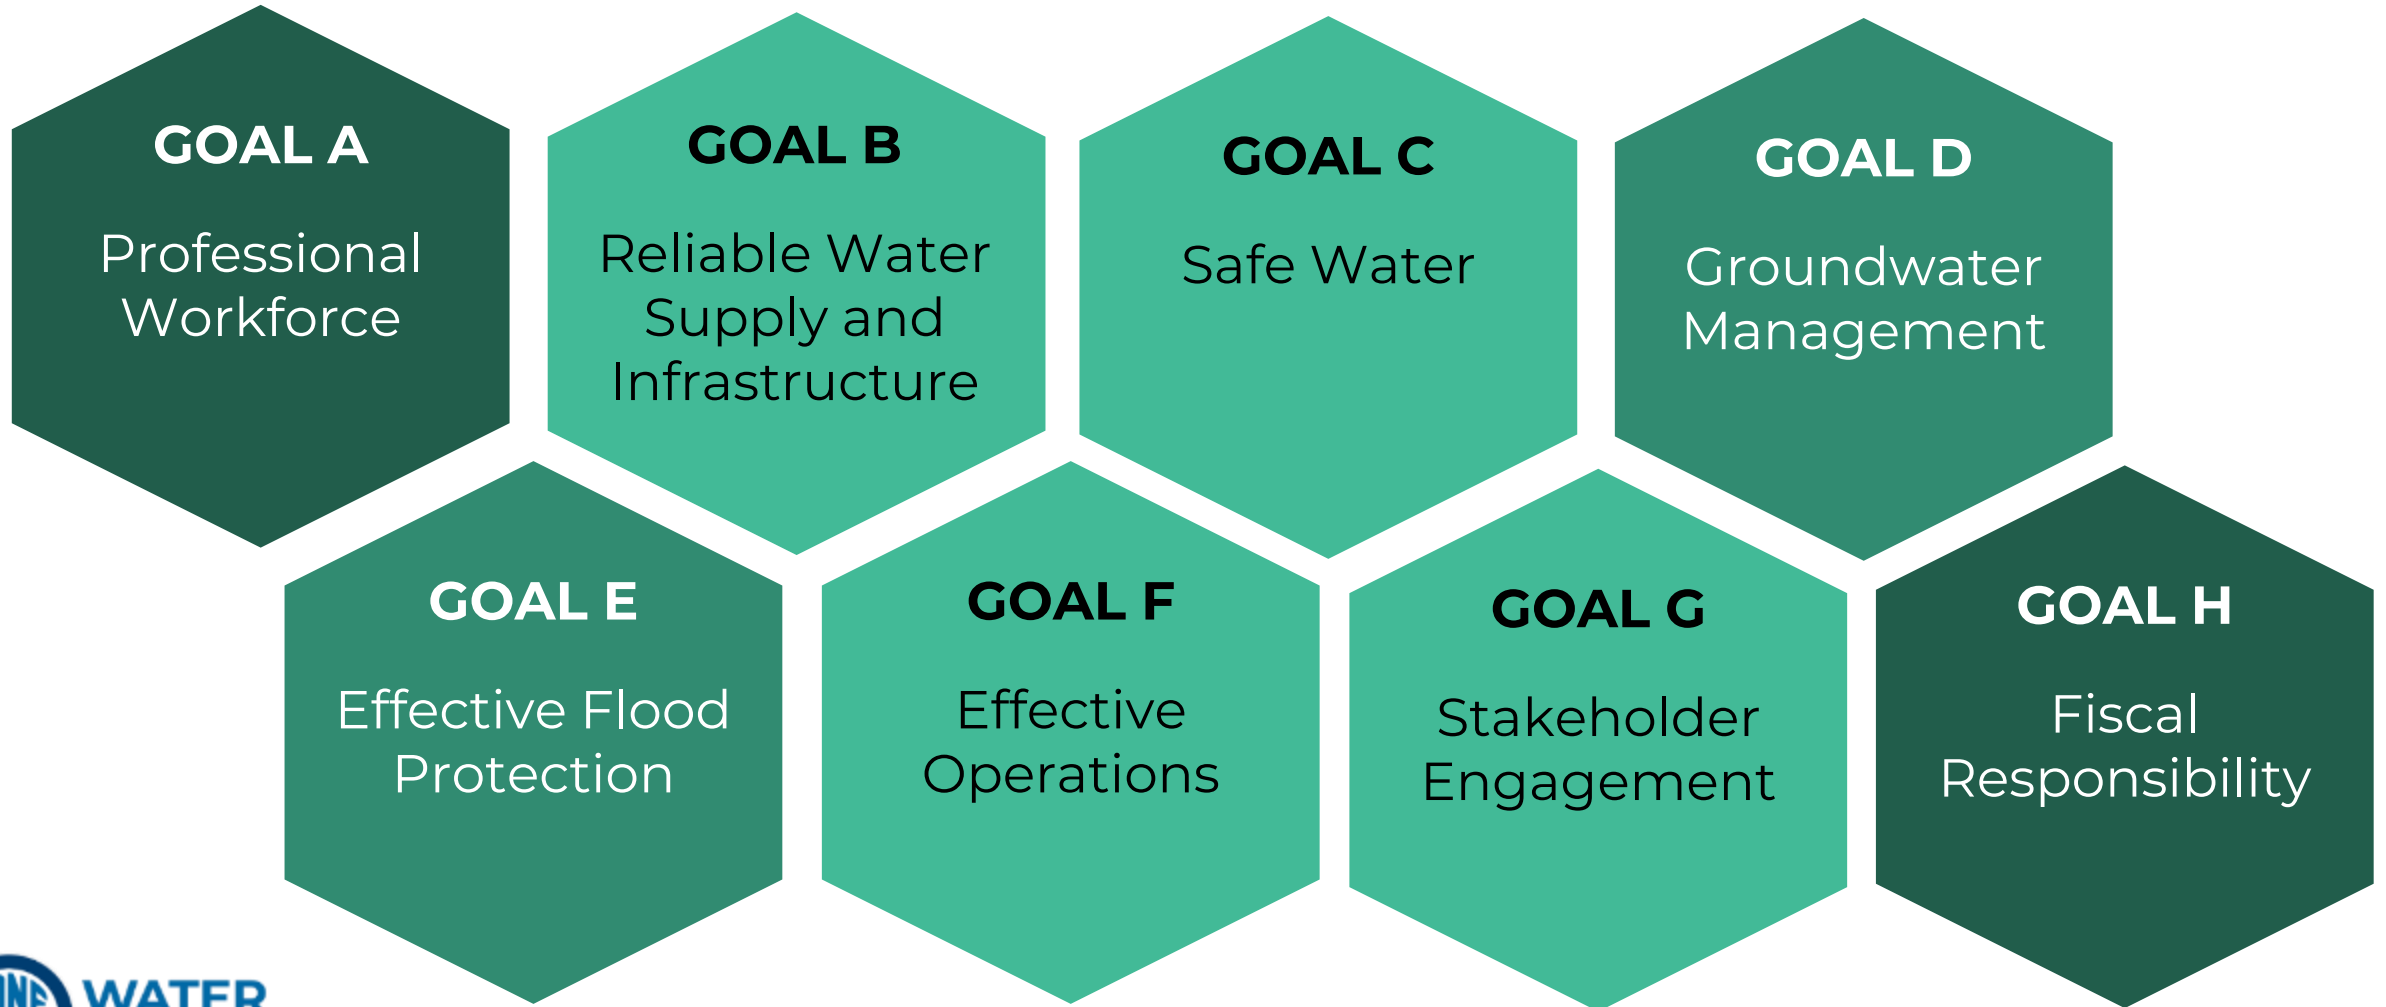 GOAL A
Professional
Workforce
GOAL B
Reliable Water
Supply and
Infrastructure
GOAL C
Safe Water
GOAL D
Groundwater
Management
GOAL E
Effective Flood
Protection
GOAL F
Effective
Operations
GOAL G
Stakeholder
Engagement
GOAL H
Fiscal
Responsibility
WATER